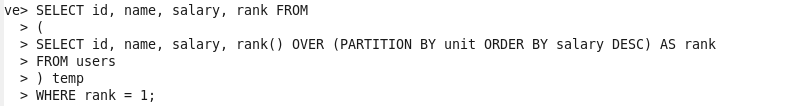 ve> SELECT id, name, salary, rank FROM
> (
> SELECT id, name, salary, rank() OVER (PARTITION BY unit ORDER BY salary DESC) AS rank
> FROM users
> ) temp
> WHERE rank = 1;